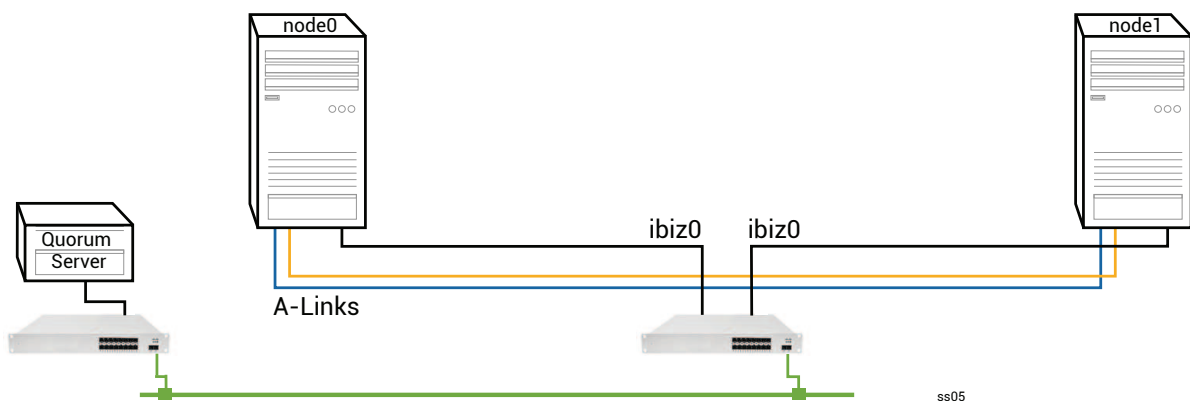 node0
node1
Quorum
Server
ibiz0
ibiz0
A-Links
ss05